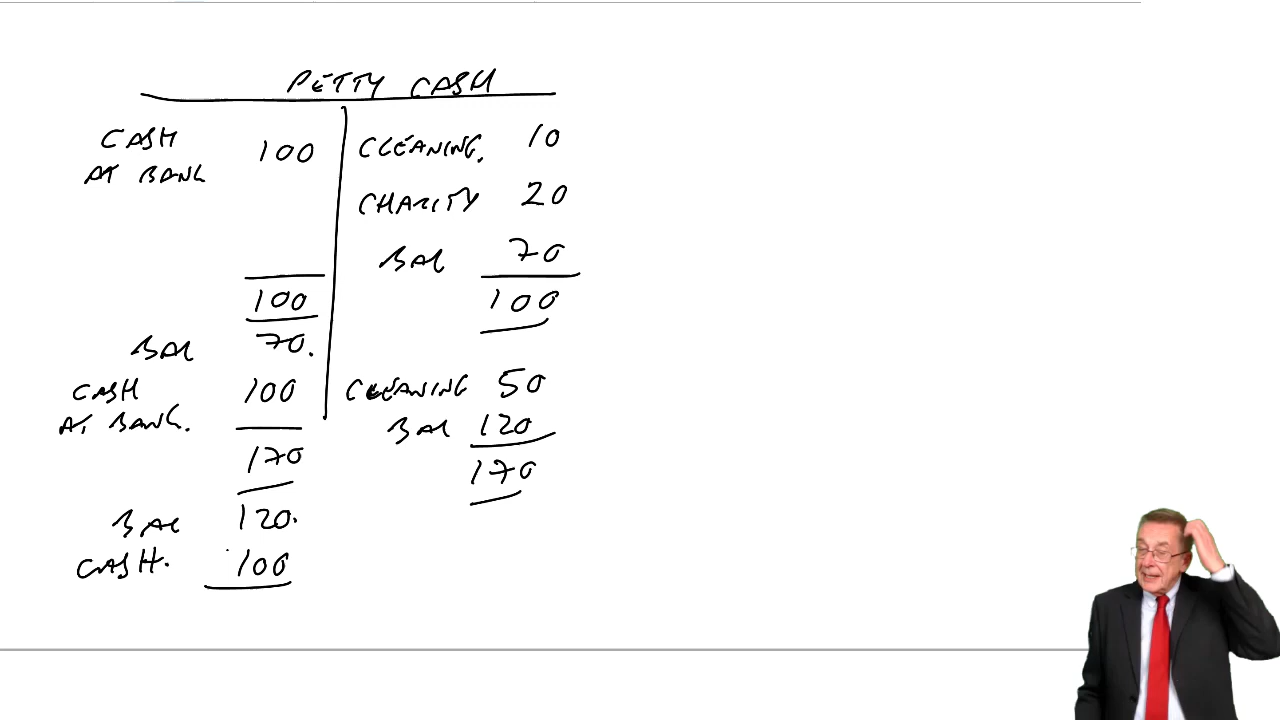 PETTY CASH
CASH
AT BANK 100 CLEANING. 10
CHARITY 20
BAL 70
100 100
BAL 70.
CASH 100 CLEANING 50
AT BANK. BAL 120
170 170
BAL 120.
CASH. 100